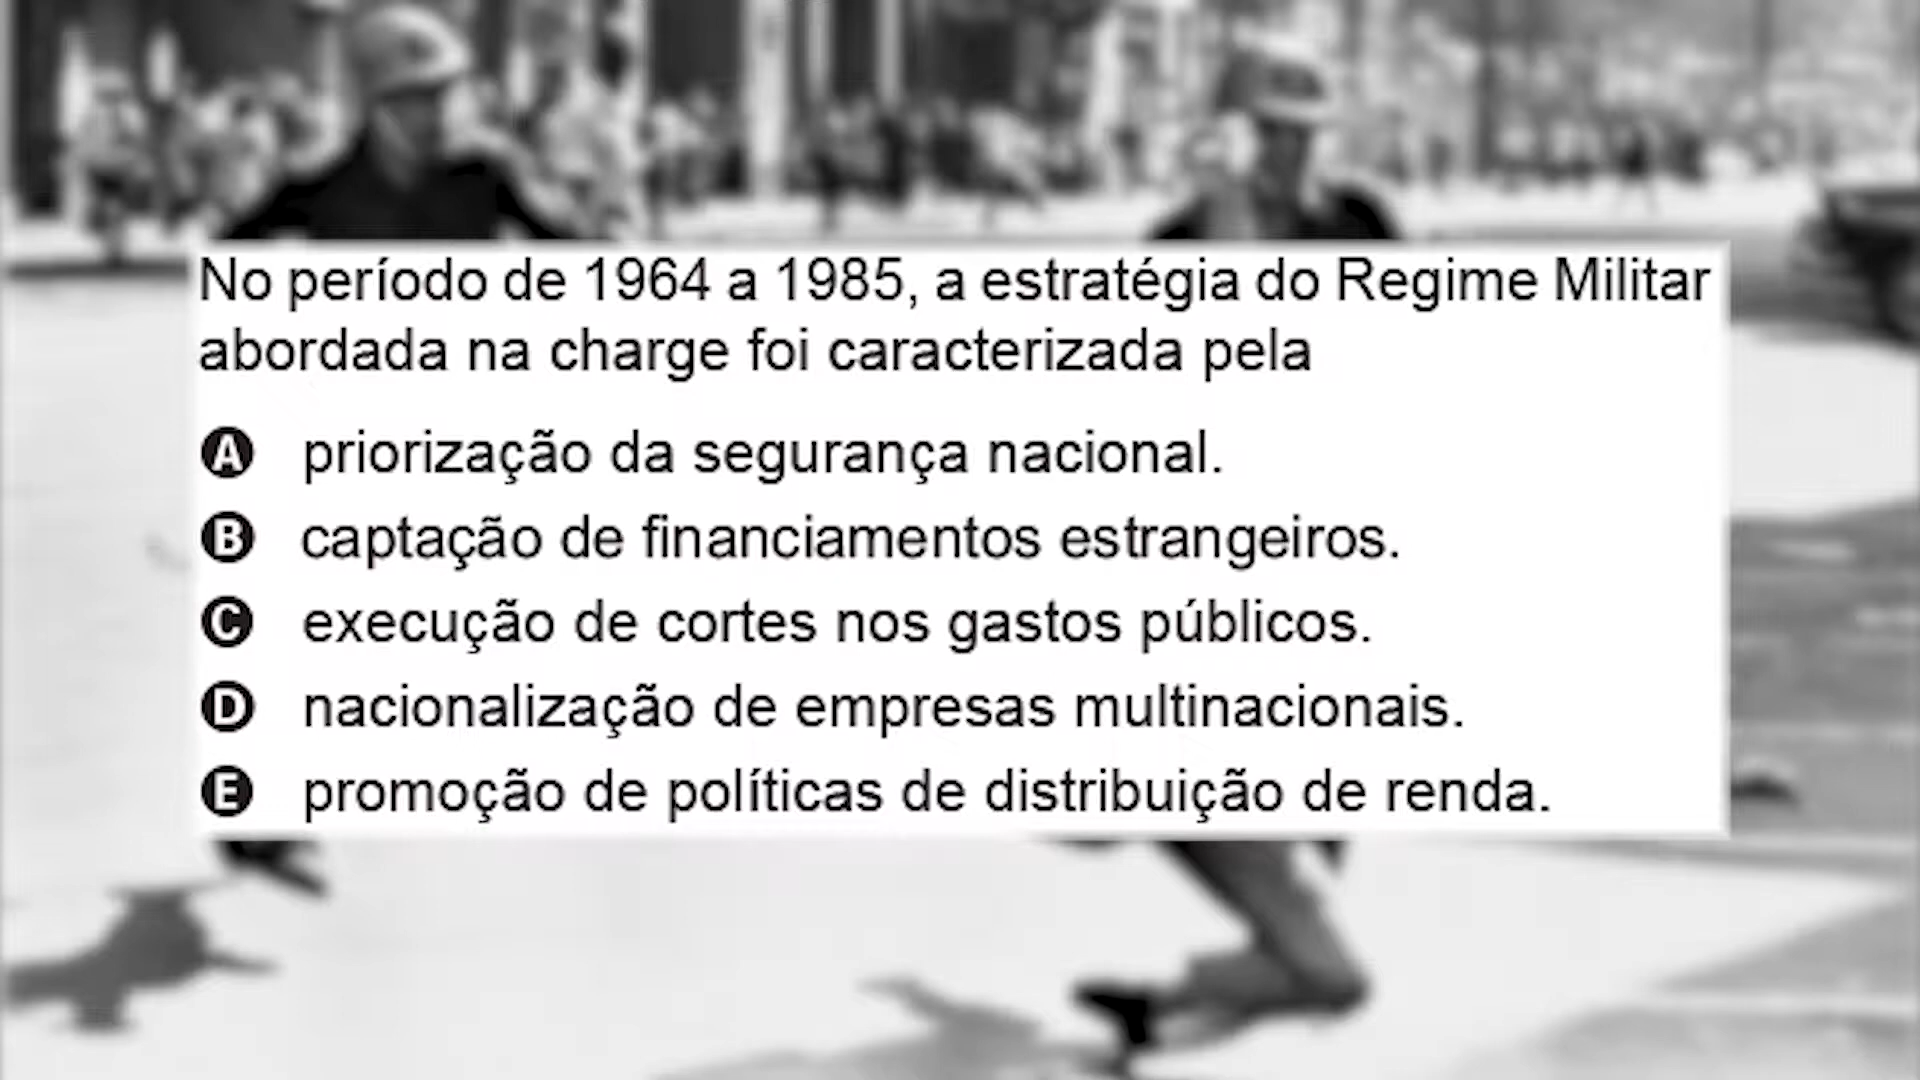 No período de 1964 a 1985, a estratégia do Regime Militar
abordada na charge foi caracterizada pela
A priorização da segurança nacional.
B captação de financiamentos estrangeiros.
C execução de cortes nos gastos públicos.
D nacionalização de empresas multinacionais.
E promoção de políticas de distribuição de renda.